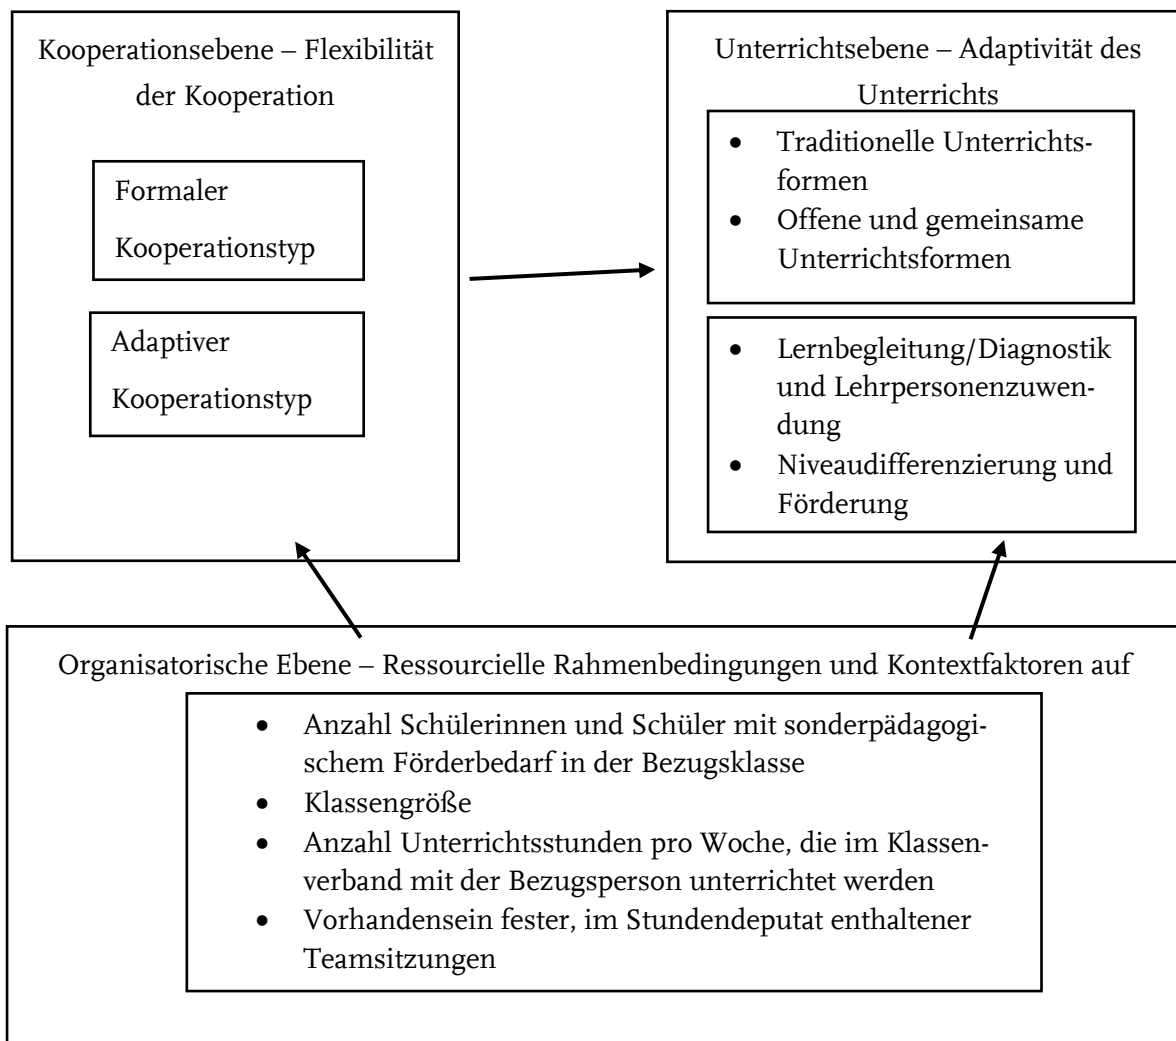 Kooperationsebene – Flexibilität
der Kooperation
Formaler
Kooperationstyp
Adaptiver
Kooperationstyp
Unterrichtsebene – Adaptivität des
Unterrichts
• Traditionelle Unterrichts-
formen
• Offene und gemeinsame
Unterrichtsformen
• Lernbegleitung/Diagnostik
und Lehrpersonenzuwen-
dung
• Niveaudifferenzierung und
Förderung
Organisatorische Ebene – Ressourcielle Rahmenbedingungen und Kontextfaktoren auf
• Anzahl Schülerinnen und Schüler mit sonderpädagogi-
schem Förderbedarf in der Bezugsklasse
• Klassengröße
• Anzahl Unterrichtsstunden pro Woche, die im Klassen-
verband mit der Bezugsperson unterrichtet werden
• Vorhandensein fester, im Stundendeputat enthaltener
Teamsitzungen